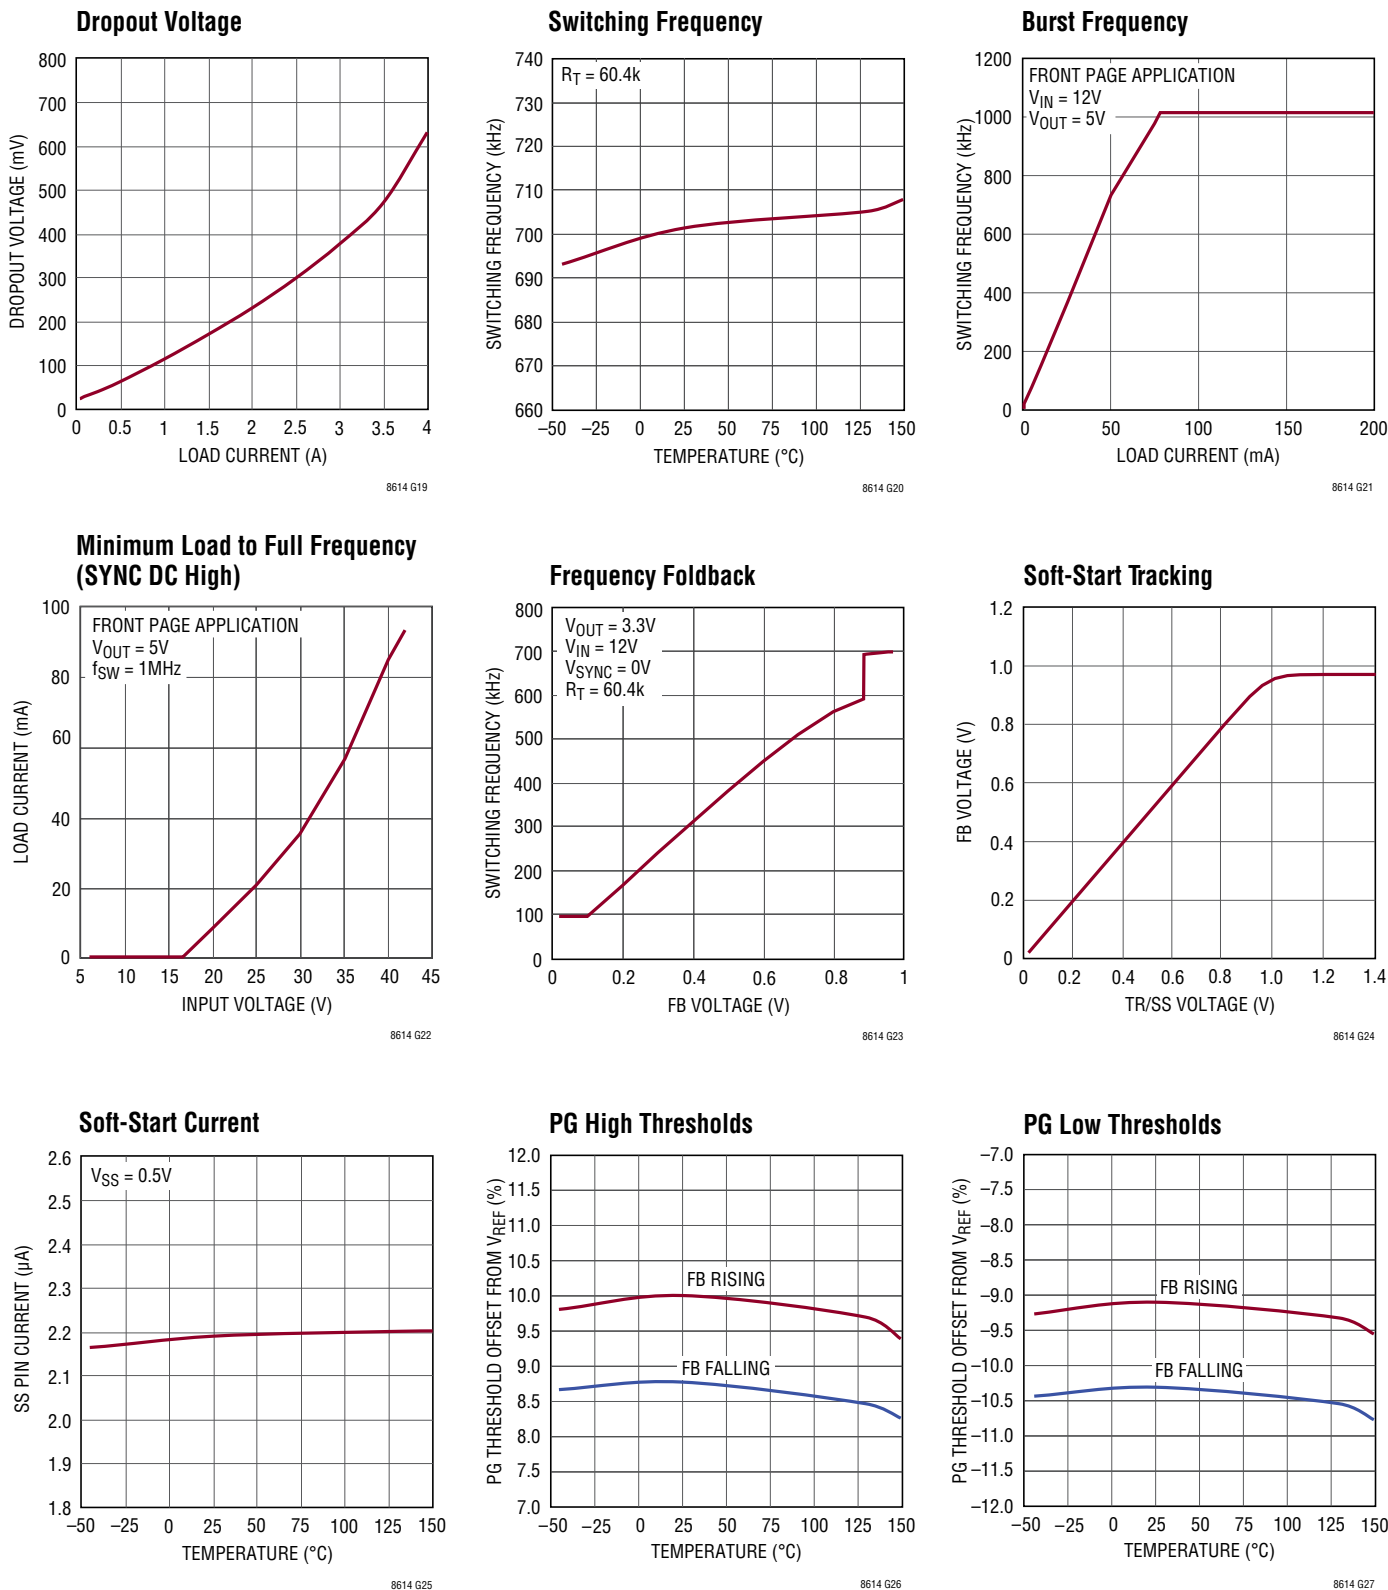 Dropout Voltage
800
700
600
500
400
300
200
100
0
DROPOUT VOLTAGE (mV)
0 0.5 1 1.5 2 2.5 3 3.5 4
LOAD CURRENT (A)
8614 G19
Switching Frequency
740
730
720
710
700
690
680
670
660
SWITCHING FREQUENCY (kHz)
RT = 60.4k
–50 –25 0 25 50 75 100 125 150
TEMPERATURE (°C)
8614 G20
Burst Frequency
1200
1000
800
600
400
200
0
SWITCHING FREQUENCY (kHz)
FRONT PAGE APPLICATION
VIN = 12V
VOUT = 5V
0 50 100 150 200
LOAD CURRENT (mA)
8614 G21
Minimum Load to Full Frequency
(SYNC DC High)
100
80
60
40
20
0
LOAD CURRENT (mA)
FRONT PAGE APPLICATION
VOUT = 5V
fSW = 1MHz
5 10 15 20 25 30 35 40 45
INPUT VOLTAGE (V)
8614 G22
Frequency Foldback
800
700
600
500
400
300
200
100
0
SWITCHING FREQUENCY (kHz)
VOUT = 3.3V
VIN = 12V
VSYNC = 0V
RT = 60.4k
0 0.2 0.4 0.6 0.8 1
FB VOLTAGE (V)
8614 G23
Soft-Start Tracking
1.2
1.0
0.8
0.6
0.4
0.2
0
FB VOLTAGE (V)
0 0.2 0.4 0.6 0.8 1.0 1.2 1.4
TR/SS VOLTAGE (V)
8614 G24
Soft-Start Current
2.6
2.5
2.4
2.3
2.2
2.1
2.0
1.9
1.8
SS PIN CURRENT (µA)
VSS = 0.5V
–50 –25 0 25 50 75 100 125 150
TEMPERATURE (°C)
8614 G25
PG High Thresholds
12.0
11.5
11.0
10.5
10.0
9.5
9.0
8.5
8.0
7.5
7.0
PG THRESHOLD OFFSET FROM VREF (%)
FB RISING
FB FALLING
–50 –25 0 25 50 75 100 125 150
TEMPERATURE (°C)
8614 G26
PG Low Thresholds
–7.0
–7.5
–8.0
–8.5
–9.0
–9.5
–10.0
–10.5
–11.0
–11.5
–12.0
PG THRESHOLD OFFSET FROM VREF (%)
FB RISING
FB FALLING
–50 –25 0 25 50 75 100 125 150
TEMPERATURE (°C)
8614 G27